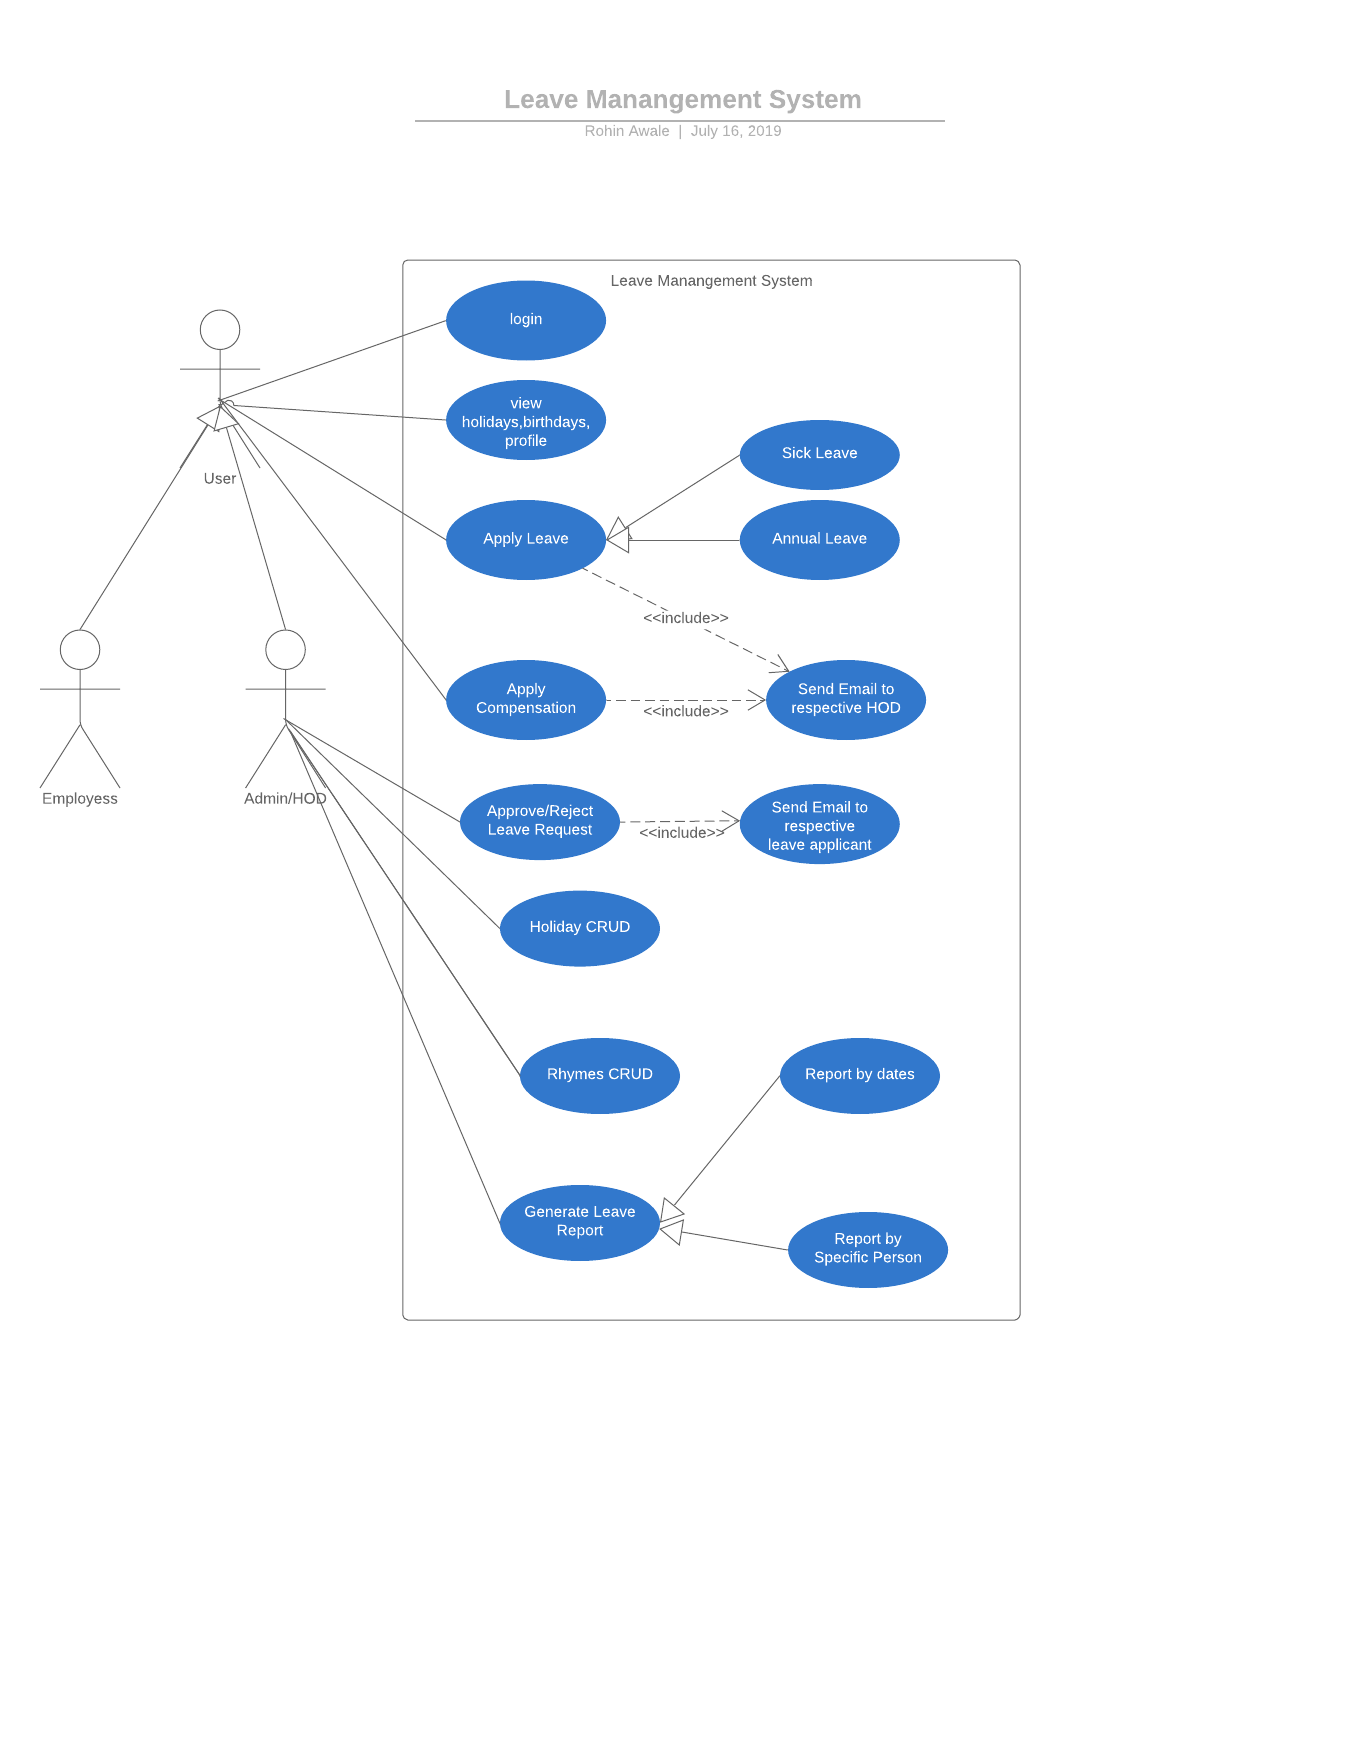 Leave Manangement System
Rohin Awale | July 16, 2019
Leave Manangement System
login
view
holidays,birthdays,
profile
User
Sick Leave
Apply Leave
Annual Leave
<<include>>
Apply
Compensation
<<include>>
Send Email to
respective HOD
Employess
Admin/HOD
Approve/Reject
Leave Request
<<include>>
Send Email to
respective
leave applicant
Holiday CRUD
Rhymes CRUD
Report by dates
Generate Leave
Report
Report by
Specific Person